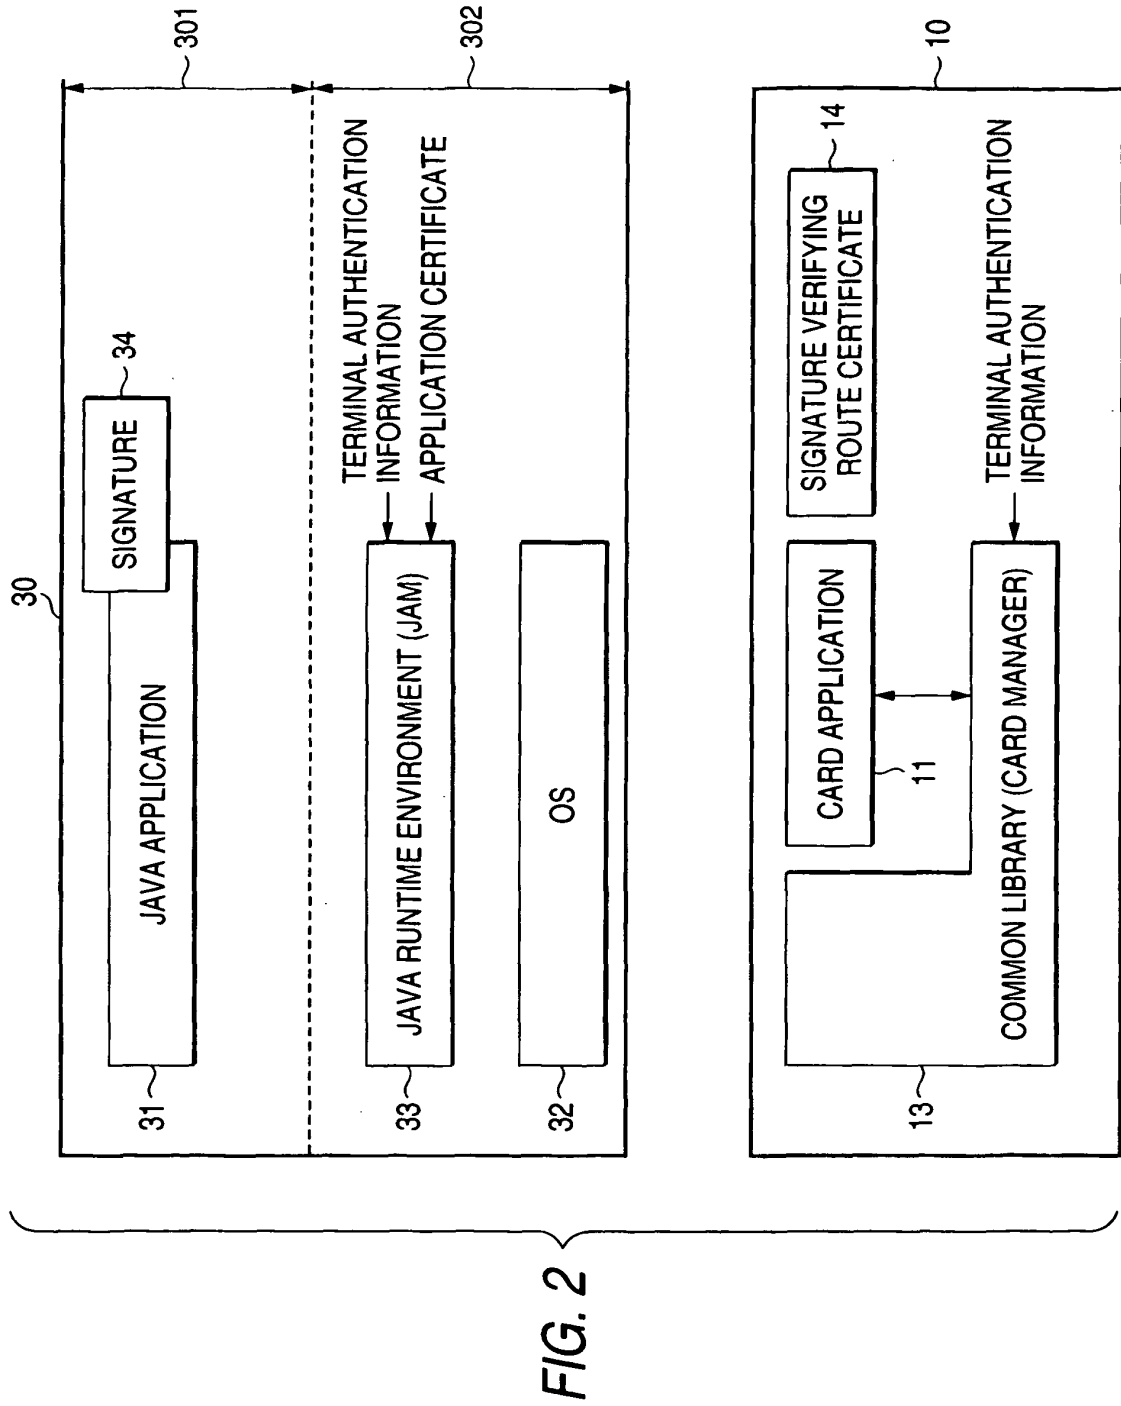 FIG. 2
30
301
302
34
SIGNATURE
JAVA APPLICATION
31
TERMINAL AUTHENTICATION
INFORMATION
APPLICATION CERTIFICATE
JAVA RUNTIME ENVIRONMENT (JAM)
33
OS
32
10
14
SIGNATURE VERIFYING
ROUTE CERTIFICATE
CARD APPLICATION
11
TERMINAL AUTHENTICATION
INFORMATION
COMMON LIBRARY (CARD MANAGER)
13